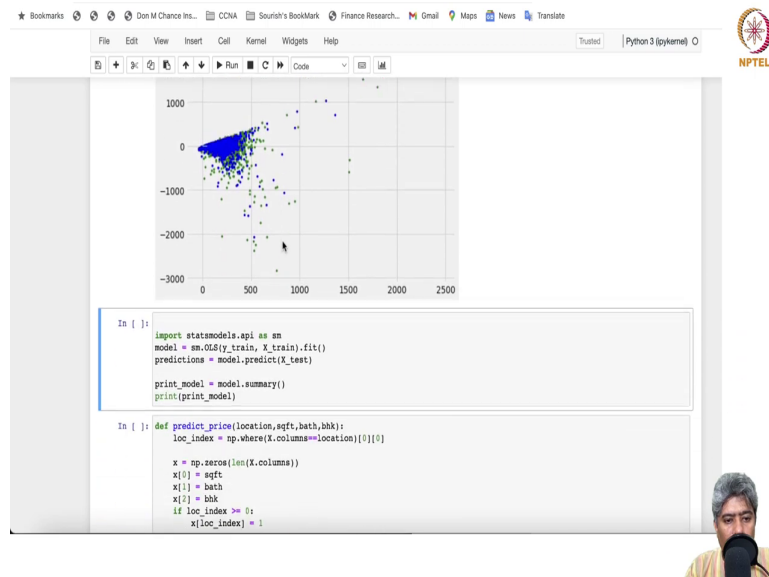 Bookmarks Don M Chance Ins... CCNA Sourish's BookMark Finance Research... Gmail Maps News Translate
NPTEL
File Edit View Insert Cell Kernel Widgets Help Trusted Python 3 (ipykernel)
Run Code
1000
0
−1000
−2000
−3000
0 500 1000 1500 2000 2500
In [ ]:
import statsmodels.api as sm
model = sm.OLS(y_train, X_train).fit()
predictions = model.predict(X_test)
print_model = model.summary()
print(print_model)
In [ ]: def predict_price(location,sqft,bath,bhk):
loc_index = np.where(X.columns==location)[0][0]
x = np.zeros(len(X.columns))
x[0] = sqft
x[1] = bath
x[2] = bhk
if loc_index >= 0:
x[loc_index] = 1